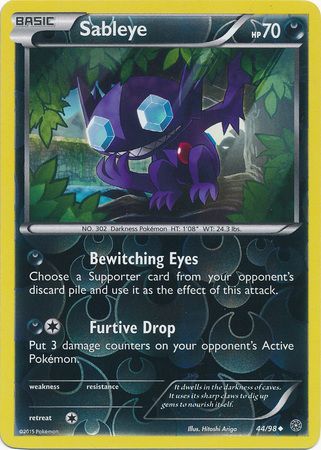 BASIC
Sableye
HP 70
NO. 302 Darkness Pokémon HT: 1'08" WT: 24.3 lbs.
Bewitching Eyes
Choose a Supporter card from your opponent's
discard pile and use it as the effect of this attack.
Furtive Drop
Put 3 damage counters on your opponent's Active
Pokémon.
weakness resistance
retreat
It dwells in the darkness of caves.
It uses its sharp claws to dig up
gems to nourish itself.
©2015 Pokémon
Illus. Hitoshi Ariga
44/98